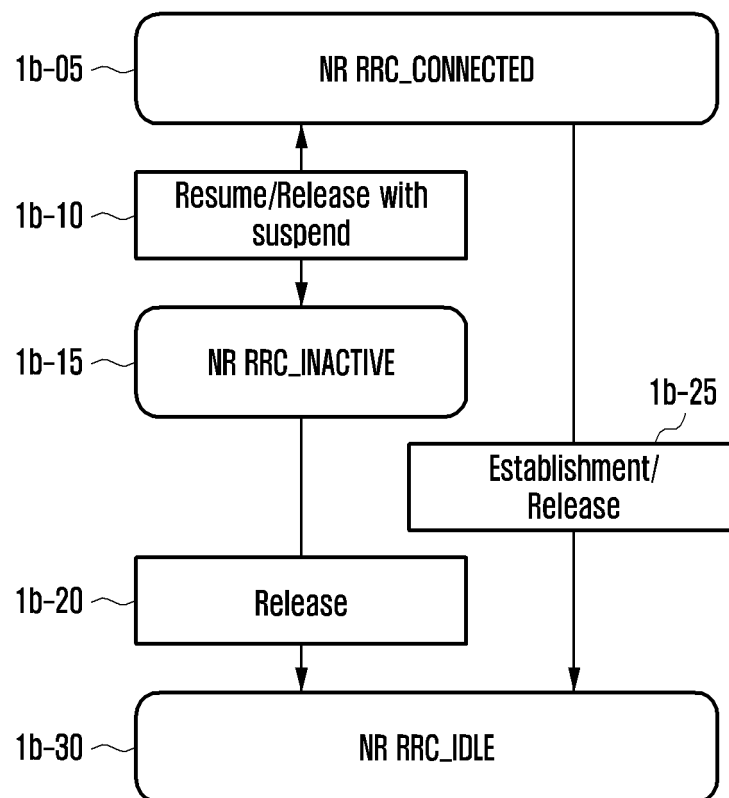 1b-05
NR RRC_CONNECTED
1b-10
Resume/Release with
suspend
1b-15
NR RRC_INACTIVE
1b-25
Establishment/
Release
1b-20
Release
1b-30
NR RRC_IDLE